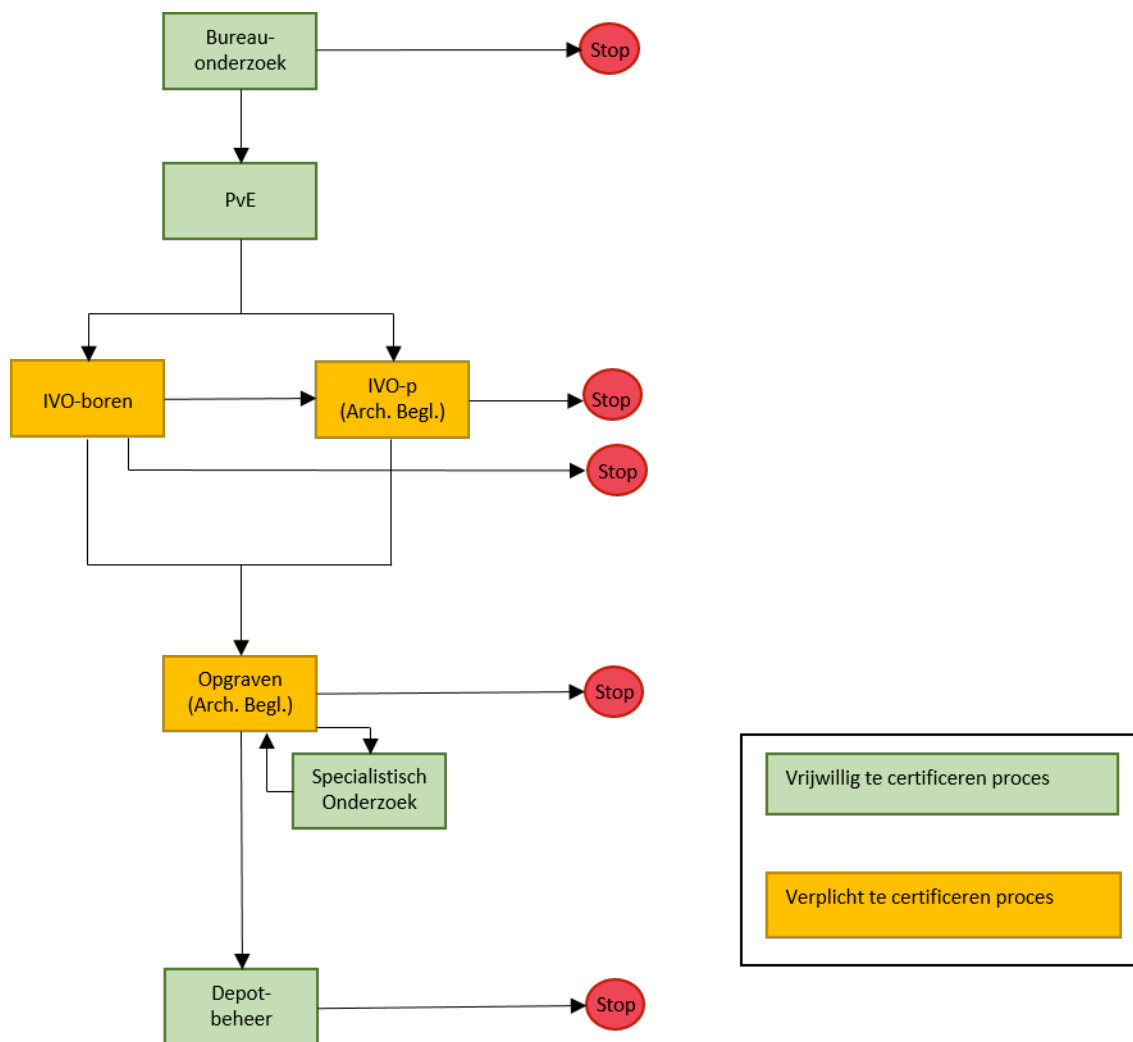 Bureau-
onderzoek
Stop
PvE
IVO-boren
IVO-p
(Arch. Begl.)
Stop
Stop
Opgraven
(Arch. Begl.)
Stop
Specialistisch
Onderzoek
Vrijwillig te certificeren proces
Verplicht te certificeren proces
Depot-
beheer
Stop